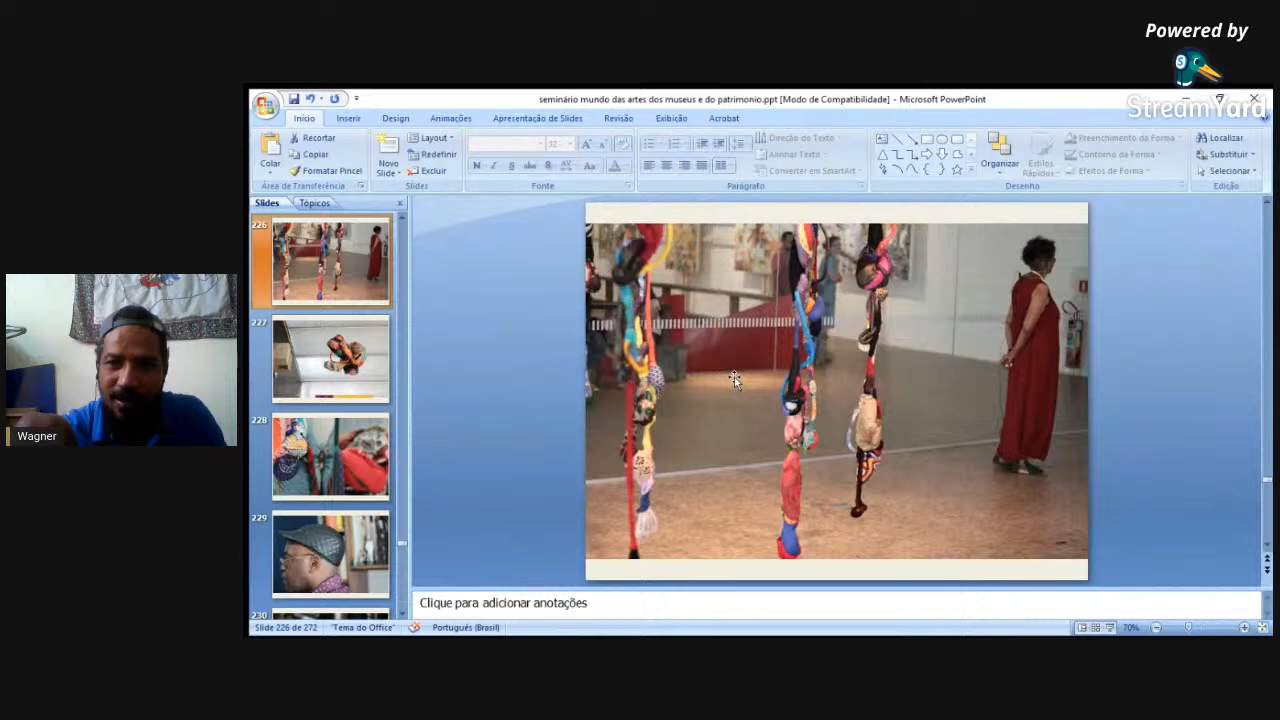 Powered by
StreamYard
seminário mundo das artes dos museus e do patrimonio.ppt [Modo de Compatibilidade] - Microsoft PowerPoint
Início Inserir Design Animações Apresentação de Slides Revisão Exibição Acrobat
Colar
Recortar
Copiar
Formatar Pincel
Área de Transferência
Novo Slide
Layout
Redefinir
Excluir
Slides
32
N I S abc S AV Aa A
Fonte
Direção do Texto
Alinhar Texto
Converter em SmartArt
Parágrafo
Organizar
Estilos Rápidos
Preenchimento da Forma
Contorno da Forma
Efeitos de Forma
Desenho
Localizar
Substituir
Selecionar
Edição
Slides Tópicos
226
227
228
229
230
Wagner
Clique para adicionar anotações
Slide 226 de 272 "Tema do Office" Português (Brasil) 70%